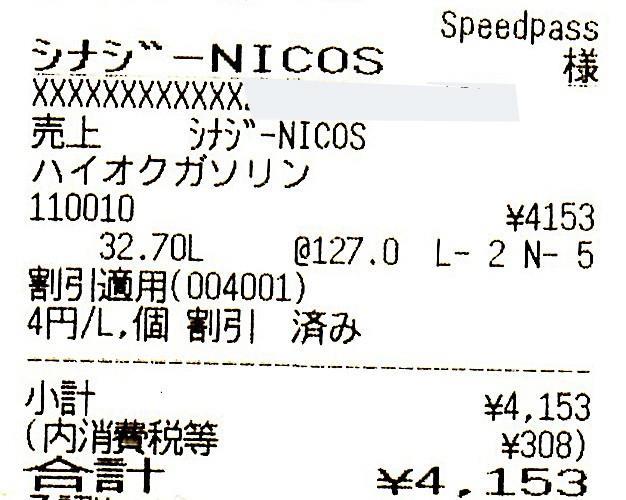 Speedpass
シナジーNICOS 様
XXXXXXXXXXXX
売上 シナジーNICOS
ハイオクガソリン
110010 ¥4153
32.70L @127.0 L- 2 N- 5
割引適用(004001)
4円/L,個 割引 済み
小計 ¥4,153
(内消費税等 ¥308)
合計 ¥4,153